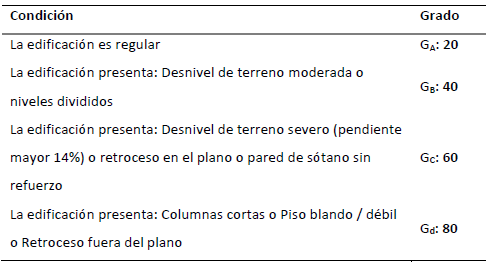 Condición Grado
La edificación es regular G_A: 20
La edificación presenta: Desnivel de terreno moderada o
niveles divididos G_B: 40
La edificación presenta: Desnivel de terreno severo (pendiente
mayor 14%) o retroceso en el plano o pared de sótano sin G_C: 60
refuerzo
La edificación presenta: Columnas cortas o Piso blando / débil
o Retroceso fuera del plano G_d: 80